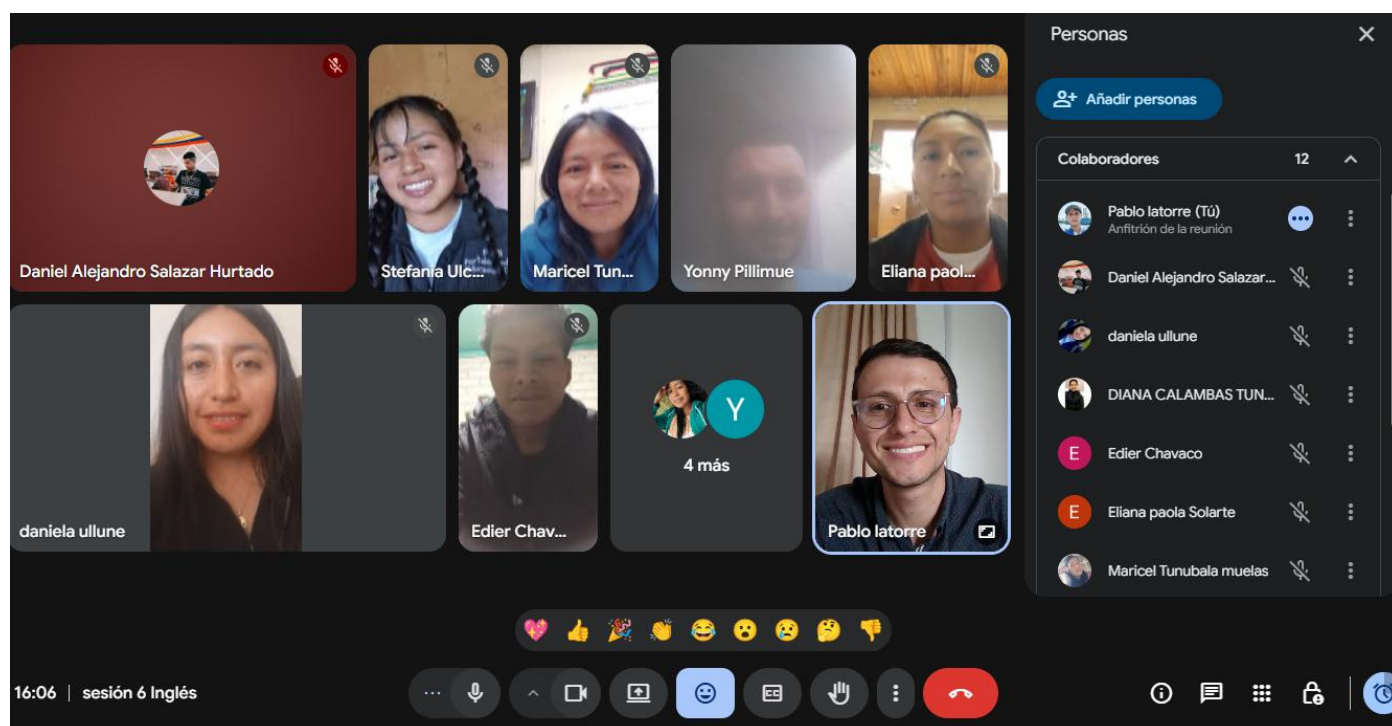 Daniel Alejandro Salazar Hurtado
Stefania Ulc...
Maricel Tun...
Yonny Pillimue
Eliana paol...
daniela ullune
Edier Chav...
Y
4 más
Pablo latorre
Personas
Añadir personas
Colaboradores 12
Pablo latorre (Tú)
Anfitrión de la reunión
Daniel Alejandro Salazar...
daniela ullune
DIANA CALAMBAS TUN...
E Edier Chavaco
E Eliana paola Solarte
Maricel Tunubala muelas
16:06 | sesión 6 Inglés